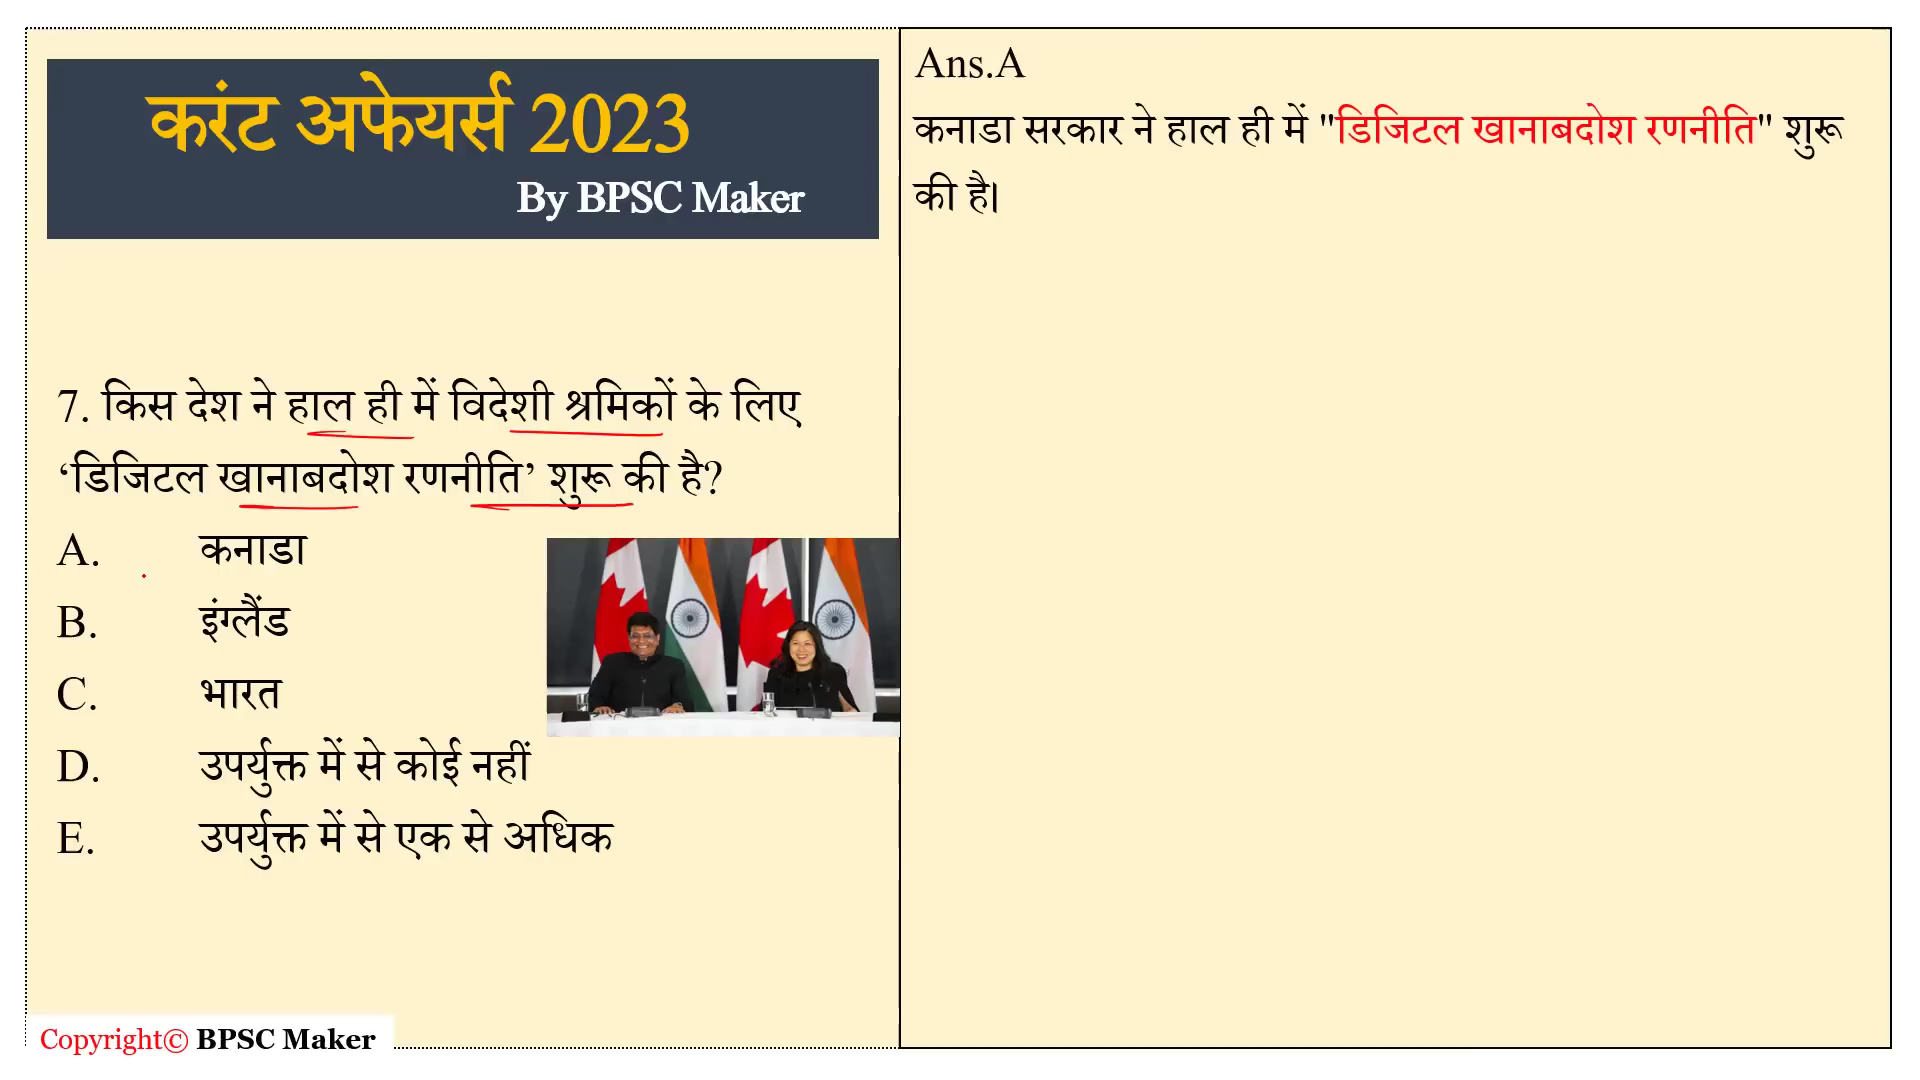 करंट अफेयर्स 2023
By BPSC Maker
7. किस देश ने हाल ही में विदेशी श्रमिकों के लिए
‘डिजिटल खानाबदोश रणनीति’ शुरू की है?
A. कनाडा
B. इंग्लैंड
C. भारत
D. उपर्युक्त में से कोई नहीं
E. उपर्युक्त में से एक से अधिक
Copyright© BPSC Maker
Ans.A
कनाडा सरकार ने हाल ही में "डिजिटल खानाबदोश रणनीति" शुरू
की है।